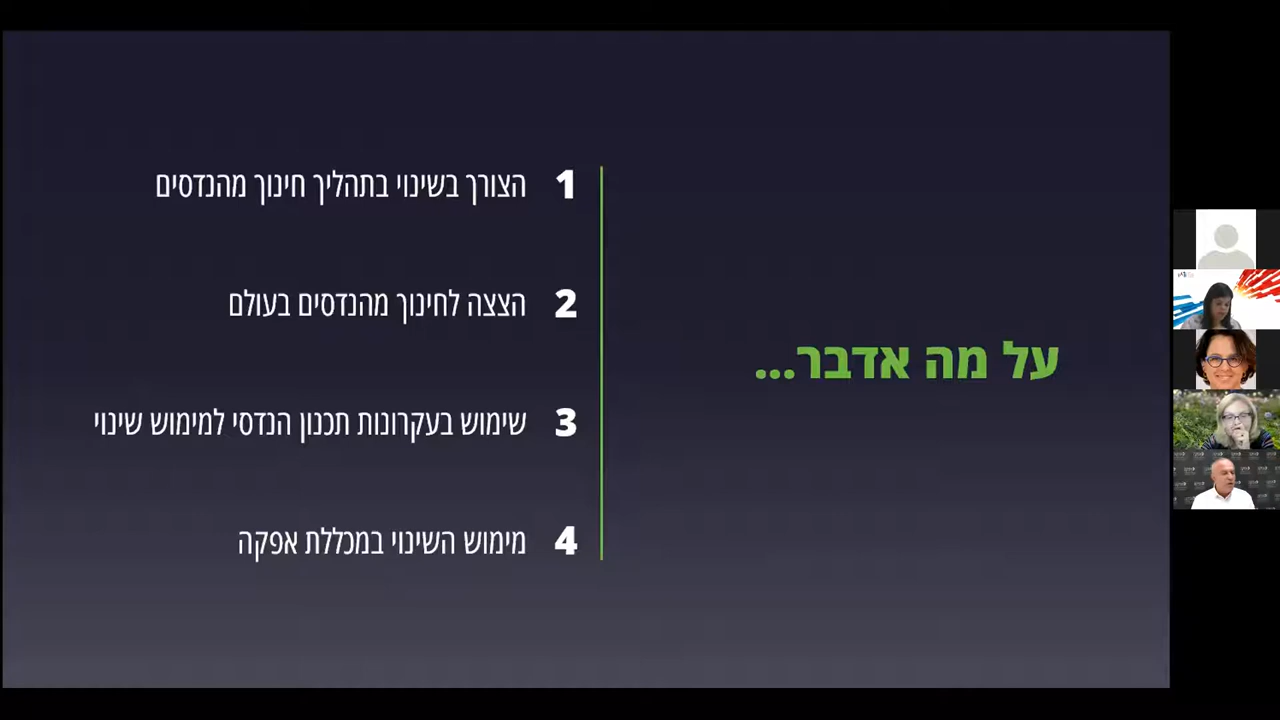 על מה אדבר...
1 הצורך בשינוי בתהליך חינוך מהנדסים
2 הצצה לחינוך מהנדסים בעולם
3 שימוש בעקרונות תכנון הנדסי למימוש שינוי
4 מימוש השינוי במכללת אפקה